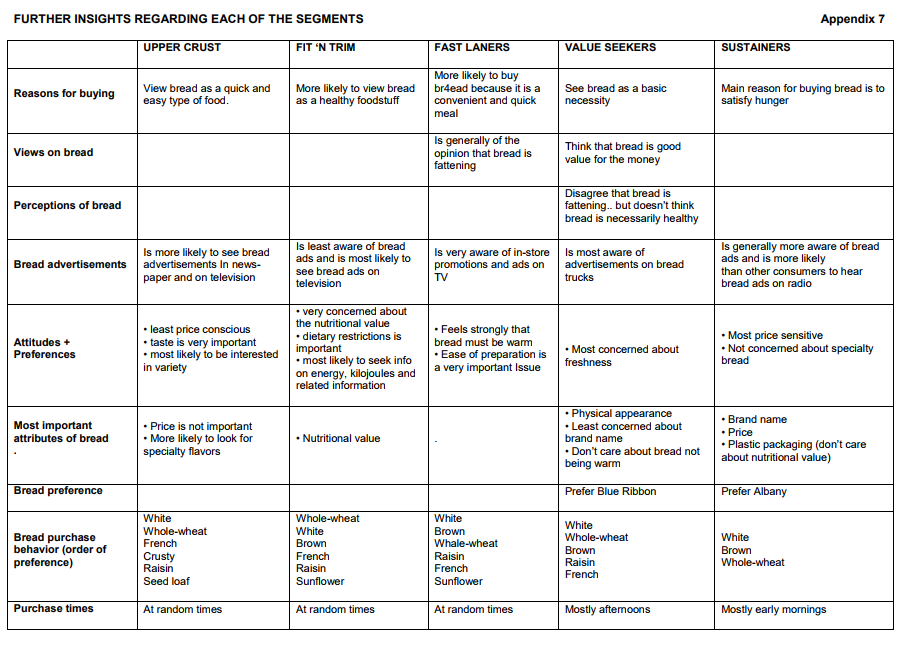 FURTHER INSIGHTS REGARDING EACH OF THE SEGMENTS
Appendix 7
UPPER CRUST
FIT ‘N TRIM
FAST LANERS
VALUE SEEKERS
SUSTAINERS
Reasons for buying
View bread as a quick and
easy type of food.
More likely to view bread
as a healthy foodstuff
More likely to buy
br4ead because it is a
convenient and quick
meal
See bread as a basic
necessity
Main reason for buying bread is to
satisfy hunger
Views on bread
Is generally of the
opinion that bread is
fattening
Think that bread is good
value for the money
Perceptions of bread
Disagree that bread is
fattening.. but doesn’t think
bread is necessarily healthy
Bread advertisements
Is more likely to see bread
advertisements In news-
paper and on television
Is least aware of bread
ads and is most likely to
see bread ads on
television
Is very aware of in-store
promotions and ads on
TV
Is most aware of
advertisements on bread
trucks
Is generally more aware of bread
ads and is more likely
than other consumers to hear
bread ads on radio
Attitudes +
Preferences
• least price conscious
• taste is very important
• most likely to be interested
in variety
• very concerned about
the nutritional value
• dietary restrictions is
important
• most likely to seek info
on energy, kilojoules and
related information
• Feels strongly that
bread must be warm
• Ease of preparation is
a very important Issue
• Most concerned about
freshness
• Most price sensitive
• Not concerned about specialty
bread
Most important
attributes of bread
.
• Price is not important
• More likely to look for
specialty flavors
• Nutritional value
.
• Physical appearance
• Least concerned about
brand name
• Don’t care about bread not
being warm
• Brand name
• Price
• Plastic packaging (don’t care
about nutritional value)
Bread preference
Prefer Blue Ribbon
Prefer Albany
Bread purchase
behavior (order of
preference)
White
Whole-wheat
French
Crusty
Raisin
Seed loaf
Whole-wheat
White
Brown
French
Raisin
Sunflower
White
Brown
Whale-wheat
Raisin
French
Sunflower
White
Whole-wheat
Brown
Raisin
French
White
Brown
Whole-wheat
Purchase times
At random times
At random times
At random times
Mostly afternoons
Mostly early mornings